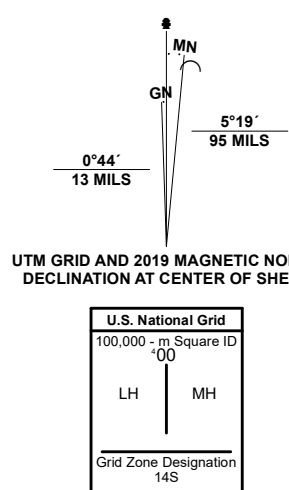 MN
GN
5°19´
95 MILS
0°44´
13 MILS
UTM GRID AND 2019 MAGNETIC NO
DECLINATION AT CENTER OF SHE
U.S. National Grid
100,000 - m Square ID
400
LH MH
Grid Zone Designation
14S